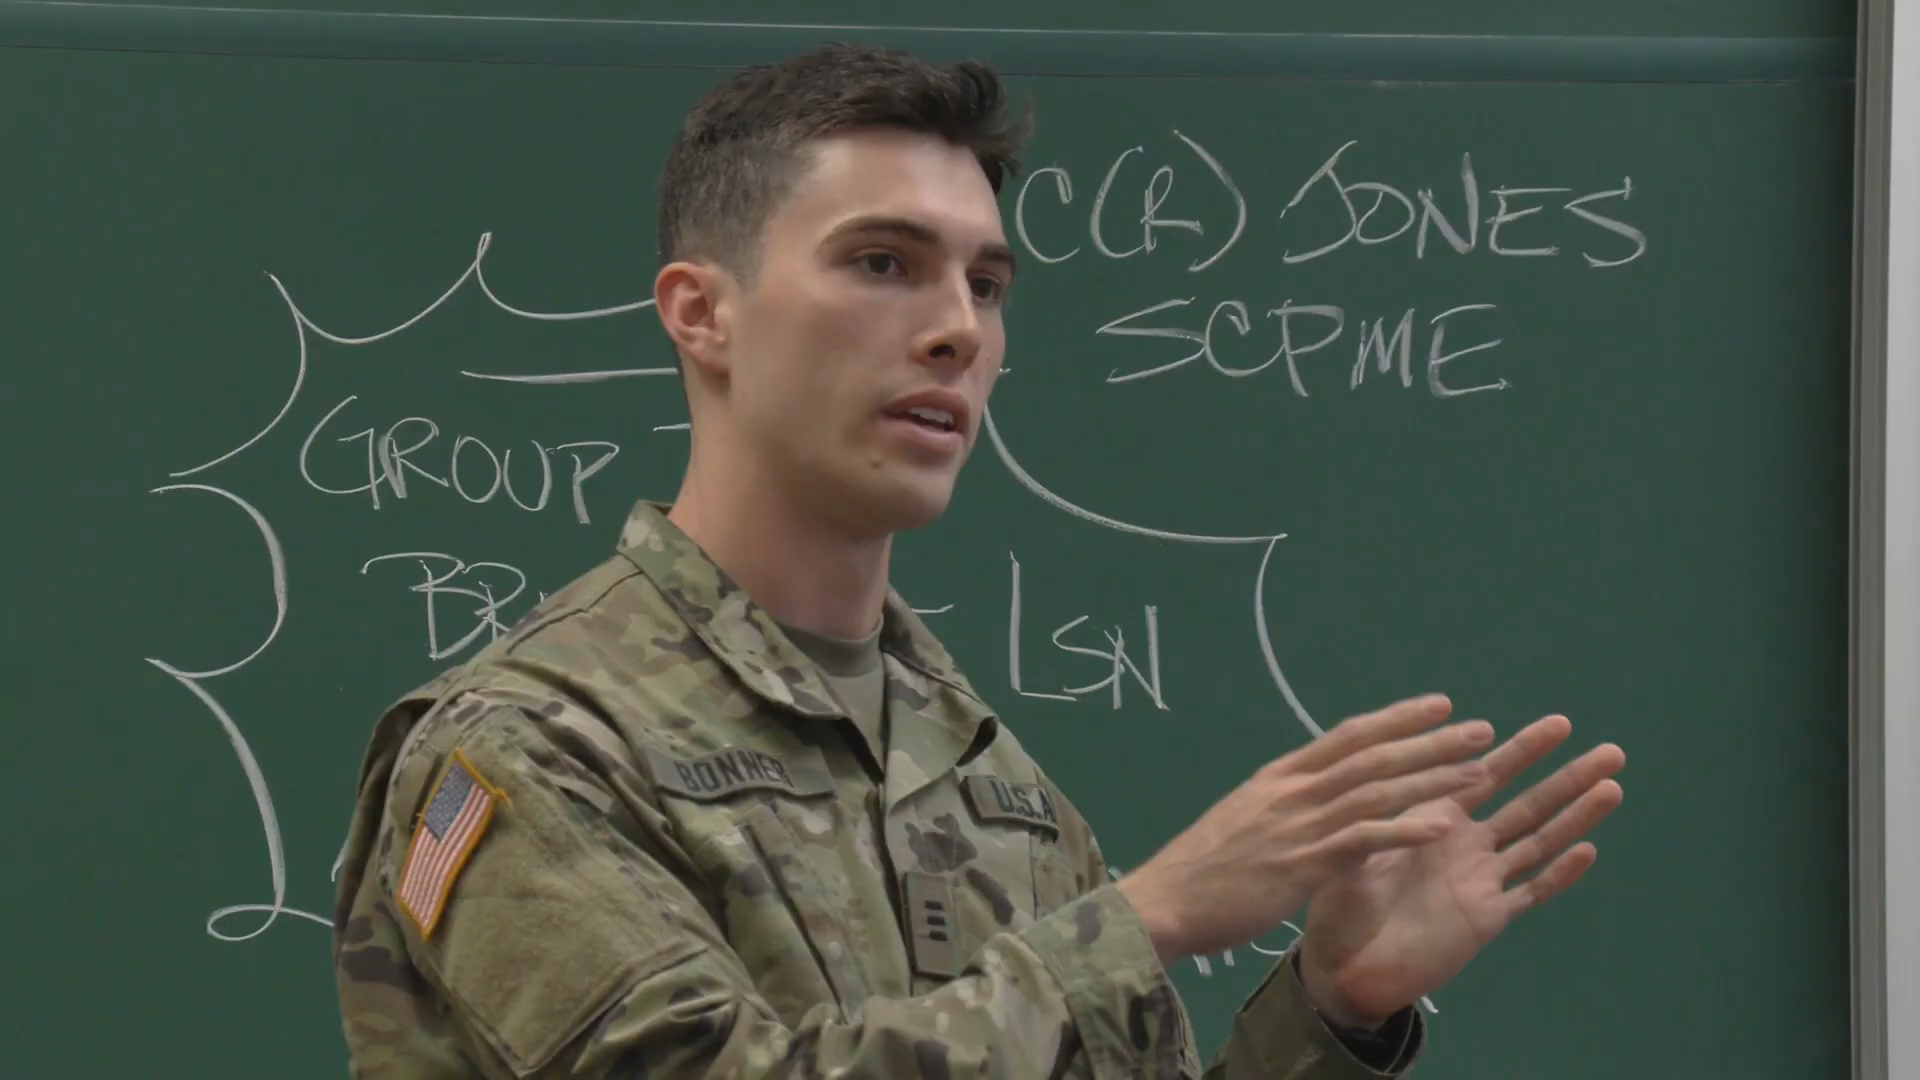 C(R) JONES
SCPME
GROUP
LSN
BONNER
U.S.A